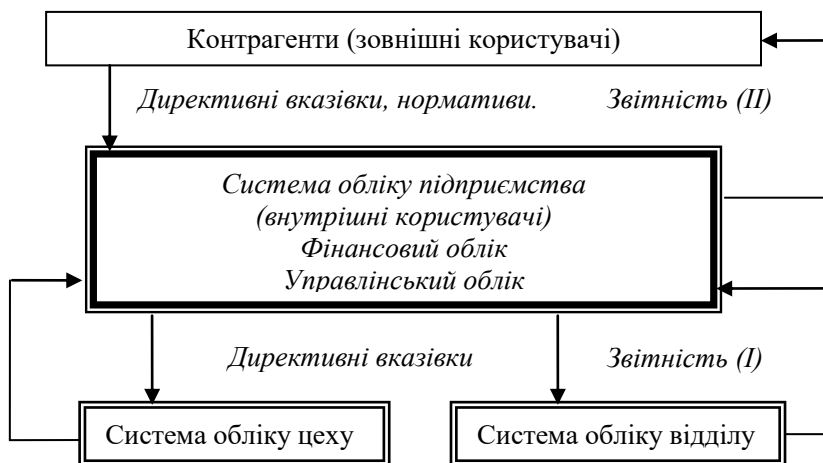 Контрагенти (зовнішні користувачі)
Директивні вказівки, нормативи. Звітність (ІІ)
Система обліку підприємства
(внутрішні користувачі)
Фінансовий облік
Управлінський облік
Директивні вказівки Звітність (І)
Система обліку цеху Система обліку відділу